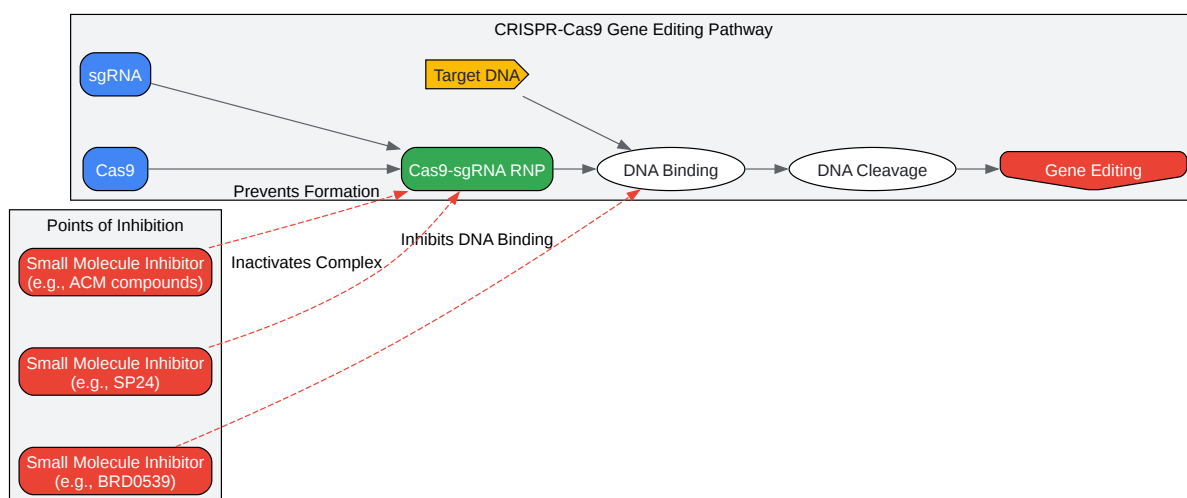 CRISPR-Cas9 Gene Editing Pathway
sgRNA
Target DNA
Cas9
Cas9-sgRNA RNP
DNA Binding
DNA Cleavage
Gene Editing
Prevents Formation
Inhibits DNA Binding
Inactivates Complex
Points of Inhibition
Small Molecule Inhibitor
(e.g., ACM compounds)
Small Molecule Inhibitor
(e.g., SP24)
Small Molecule Inhibitor
(e.g., BRD0539)